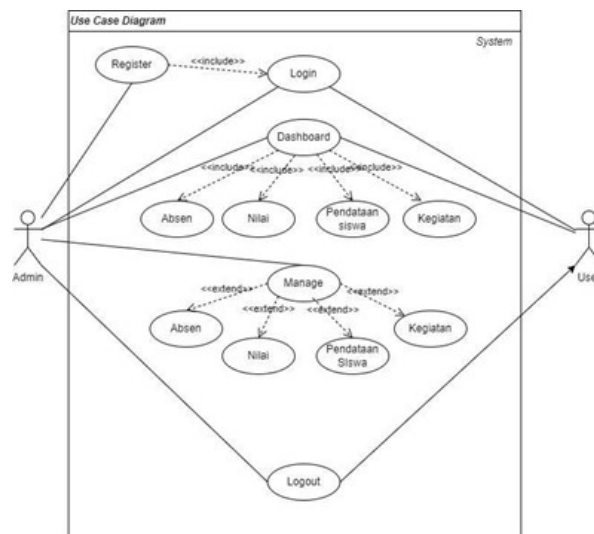 Use Case Diagram
System
Register
<<include>>
Login
Dashboard
<<include>>
<<include>>
<<include>>
<<include>>
Absen
Nilai
Pendataan
siswa
Kegiatan
Admin
User
Manage
<<extend>>
<<extend>>
<<extend>>
<<extend>>
Absen
Nilai
Pendataan
Siswa
Kegiatan
Logout